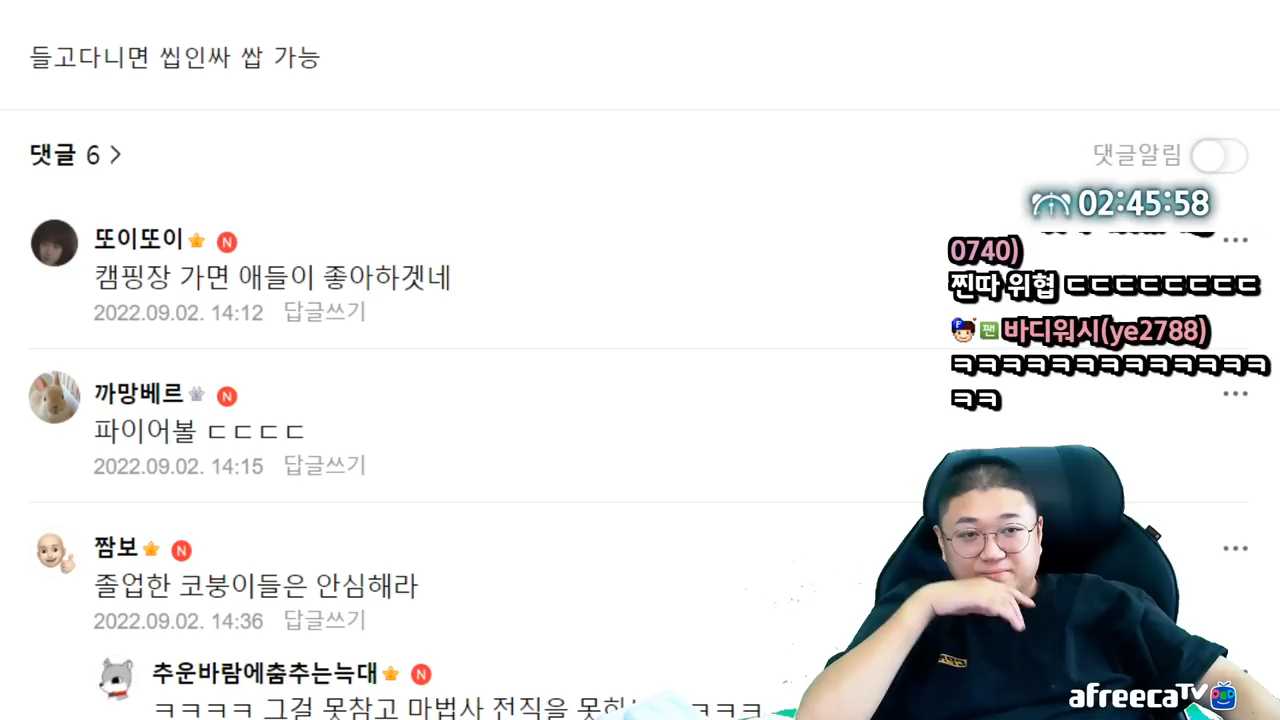 들고다니면 씹인싸 쌉 가능
댓글 6
댓글알림
02:45:58
0740)
찐따 위협 ㄷㄷㄷㄷㄷㄷㄷㄷ
바디워시(ye2788)
ㅋㅋㅋㅋㅋㅋㅋㅋㅋㅋㅋㅋㅋ
ㅋㅋ
또이또이 N
캠핑장 가면 애들이 좋아하겟네
2022.09.02. 14:12 답글쓰기
까망베르 N
파이어볼 ㄷㄷㄷㄷ
2022.09.02. 14:15 답글쓰기
짬보 N
졸업한 코붕이들은 안심해라
2022.09.02. 14:36 답글쓰기
추운바람에춤추는늑대 N
ㅋㅋㅋㅋ 그걸 못참고 마법사 전직을 ㅋㅋㅋ
afreecaTV